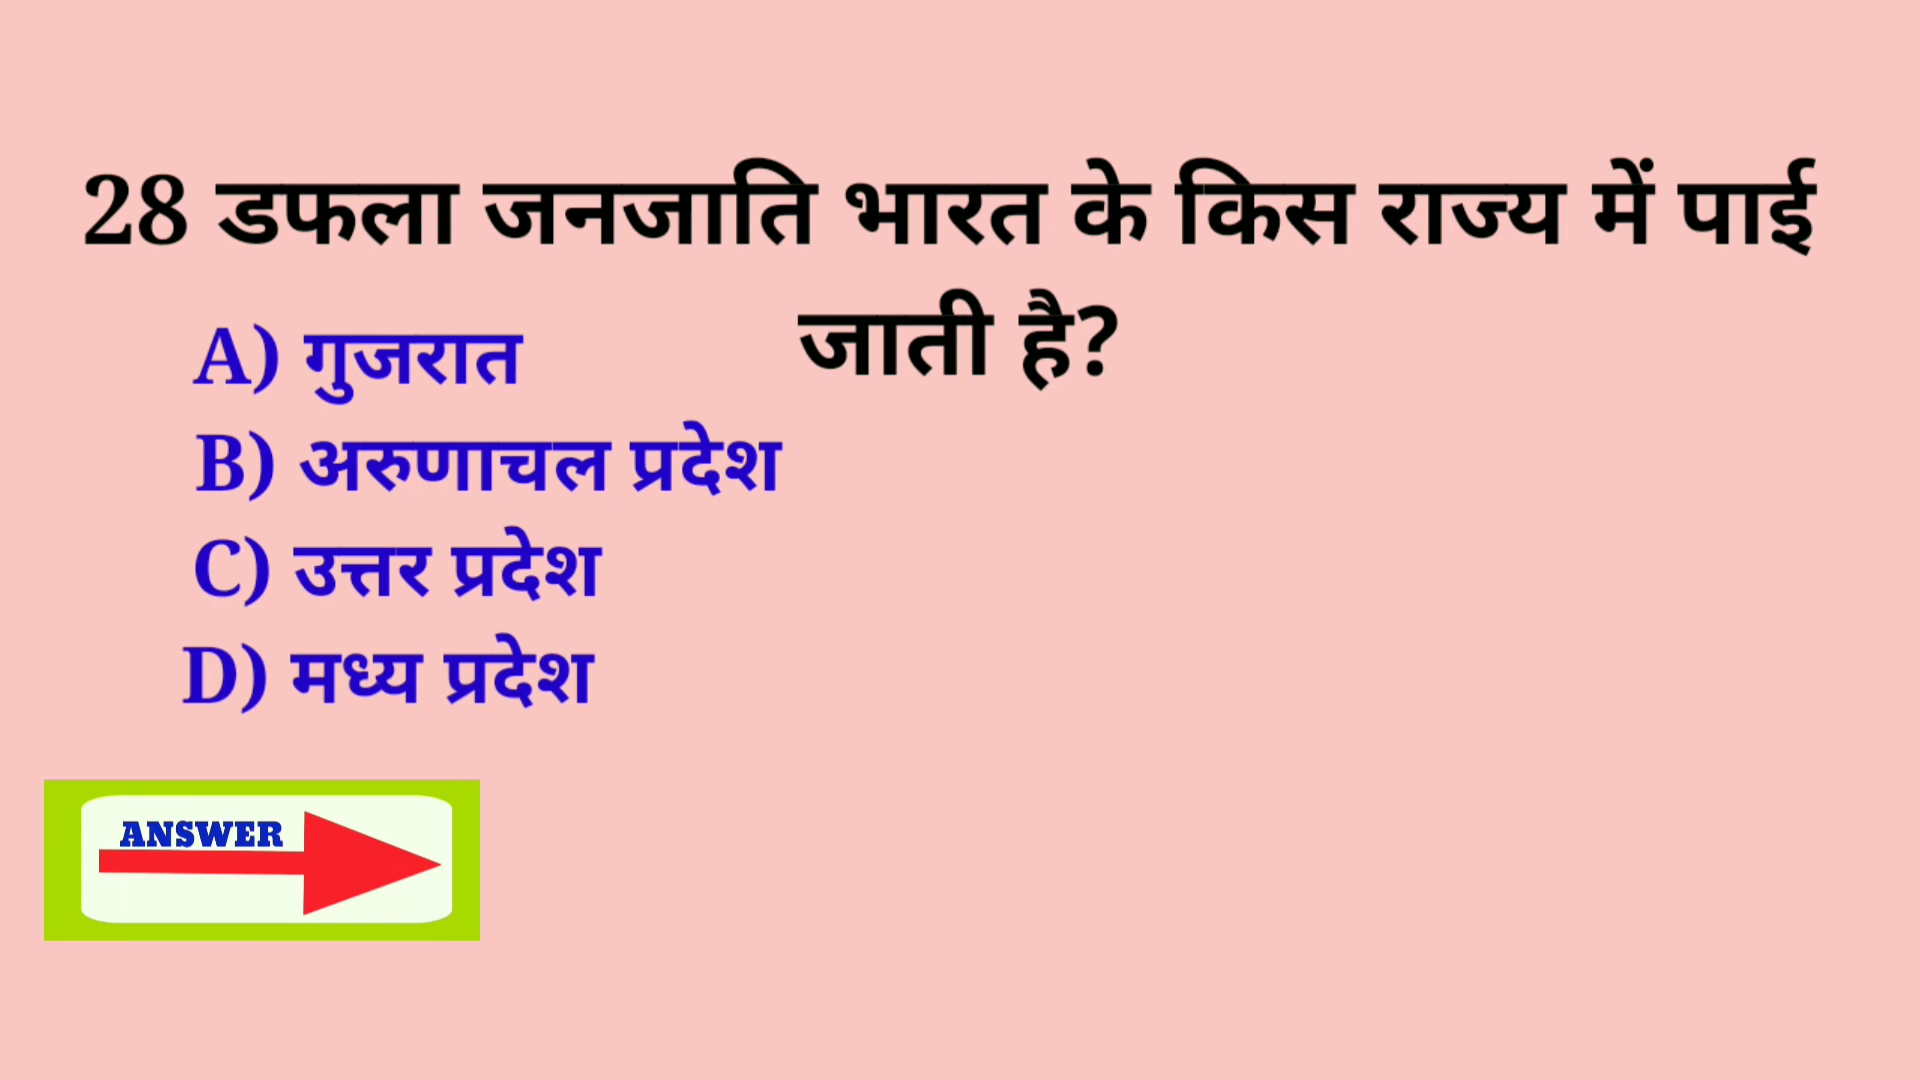 28 डफला जनजाति भारत के किस राज्य में पाई
जाती है?
A) गुजरात
B) अरुणाचल प्रदेश
C) उत्तर प्रदेश
D) मध्य प्रदेश
ANSWER